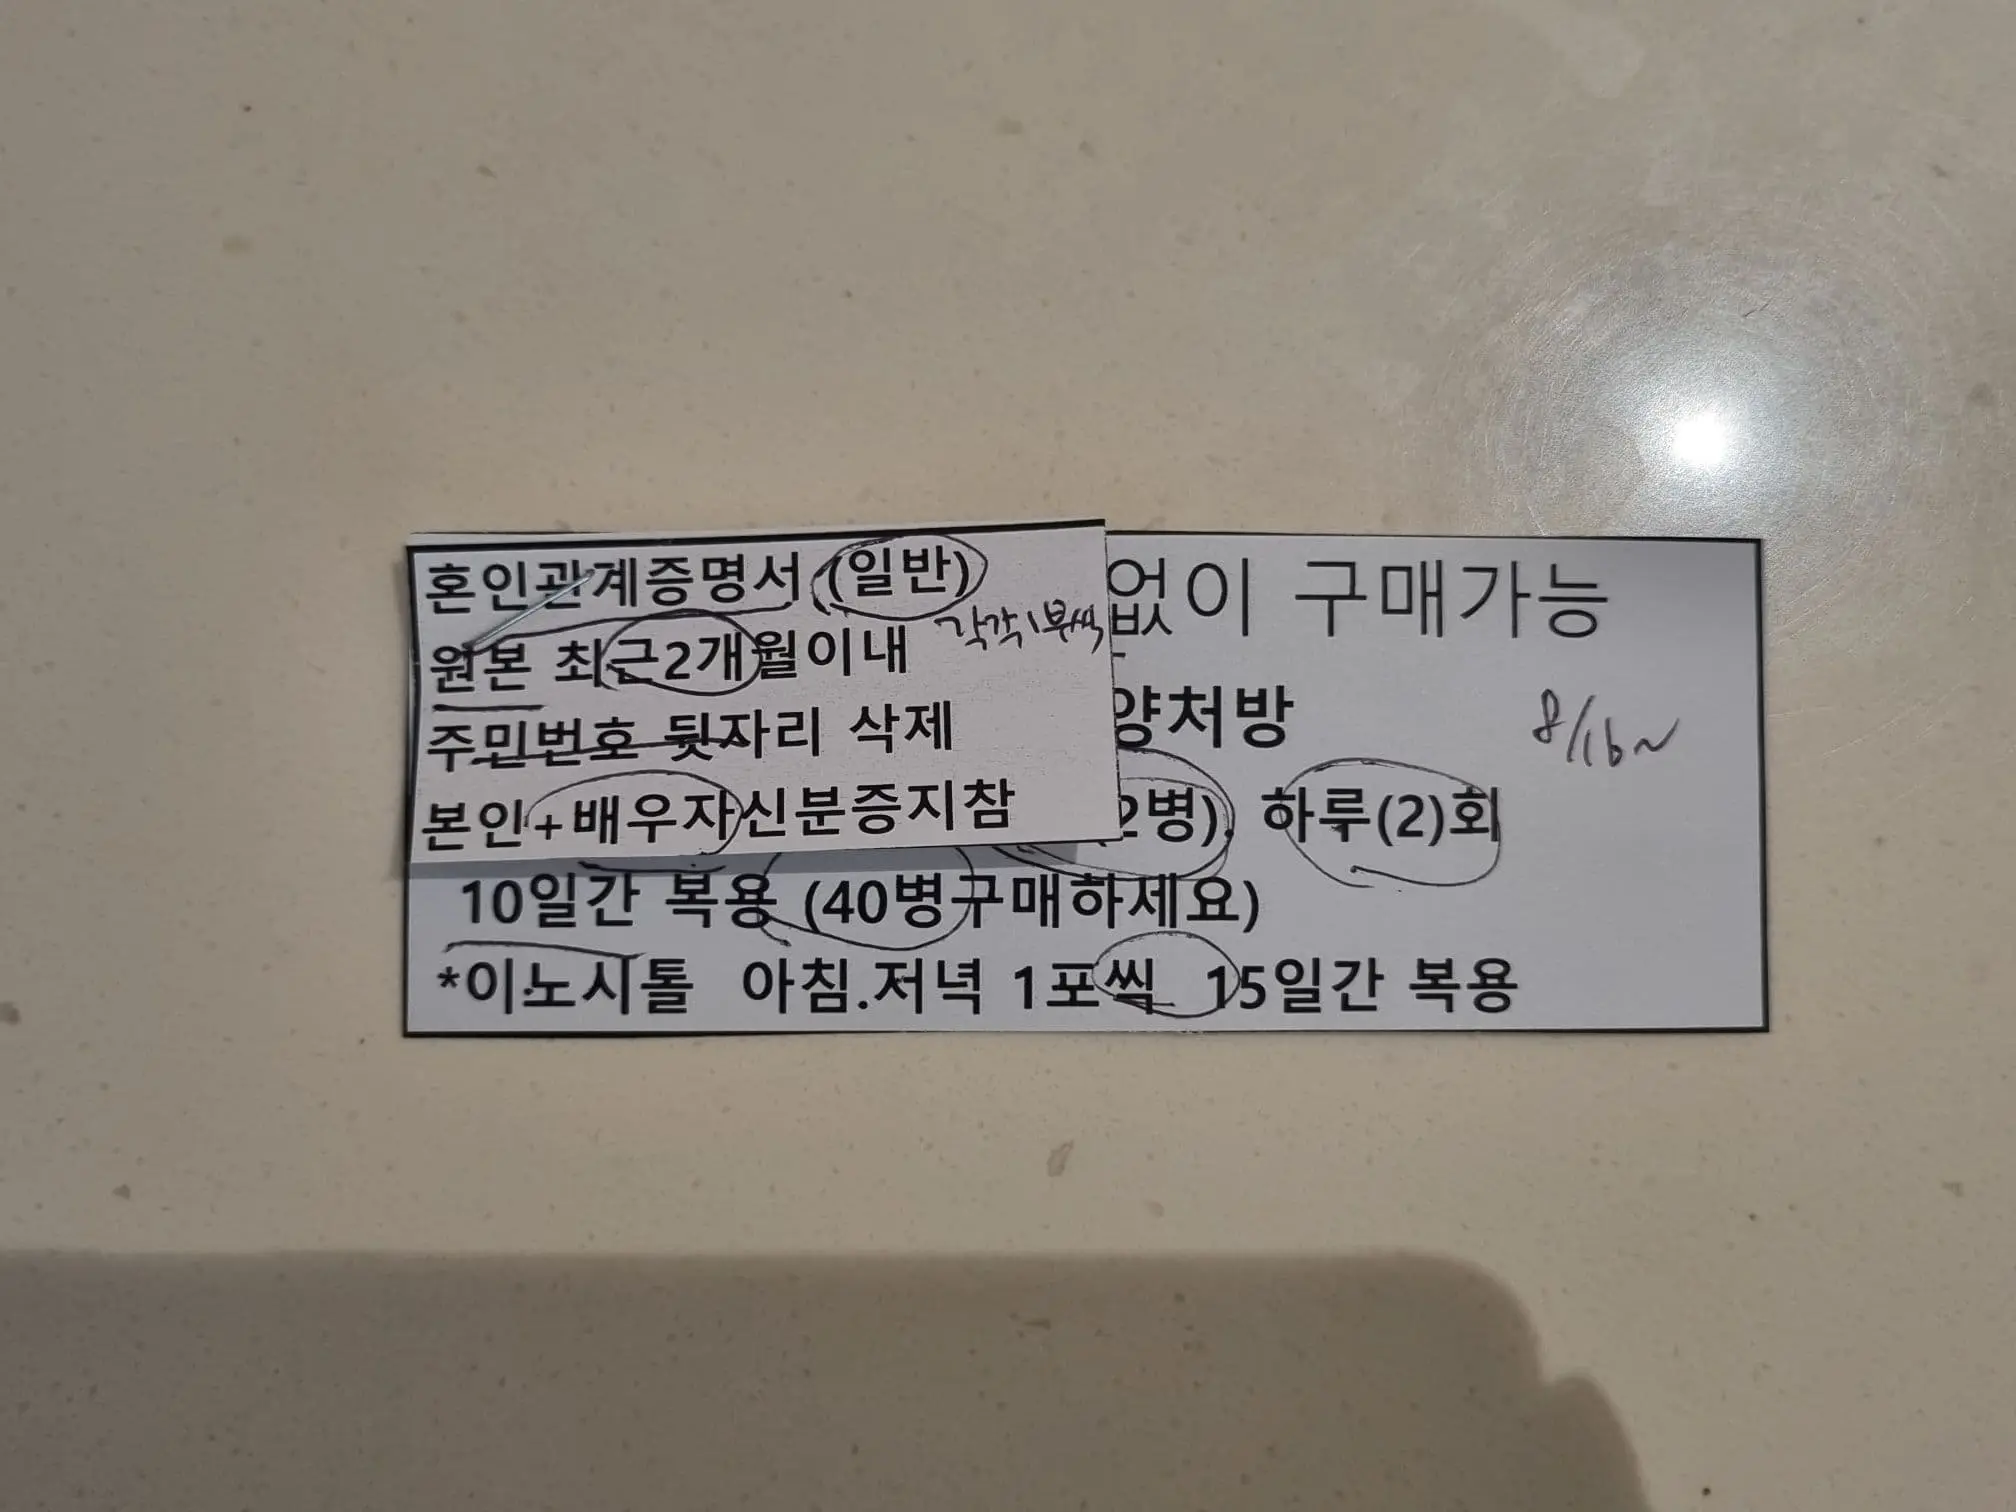 혼인관계증명서 (일반)
각각 1부씩
원본 최근2개월이내
주민번호 뒷자리 삭제
본인+배우자신분증지참
없이 구매가능
양처방
8/16~
2병). 하루(2)회
10일간 복용 (40병구매하세요)
*이노시톨 아침.저녁 1포씩 15일간 복용